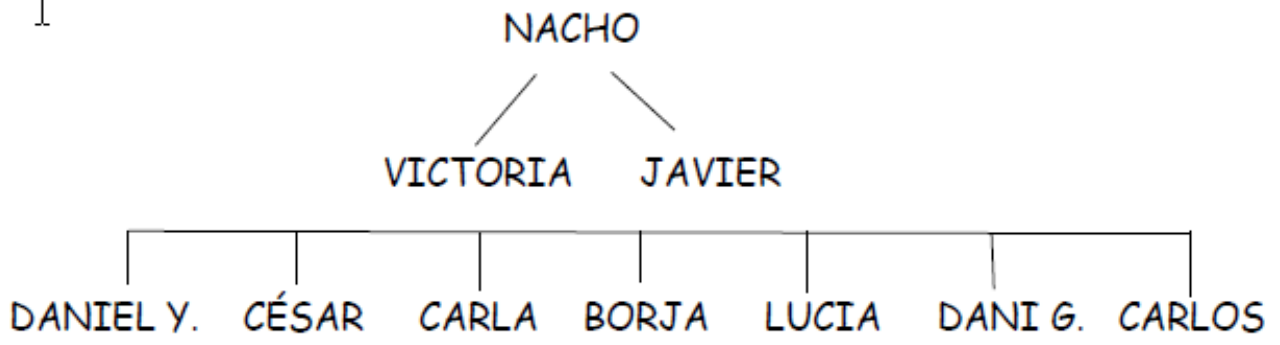 NACHO
VICTORIA JAVIER
DANIEL Y. CÉSAR CARLA BORJA LUCIA DANI G. CARLOS